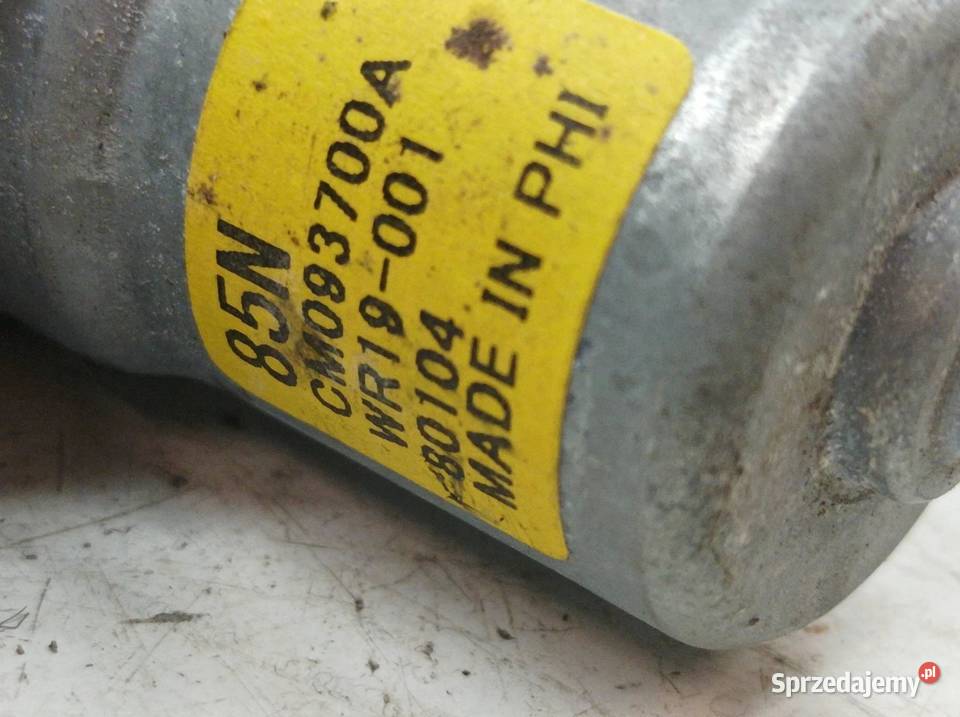 85N
CM093700A
WR19-001
80104
MADE IN PHI
Sprzedajemy.pl